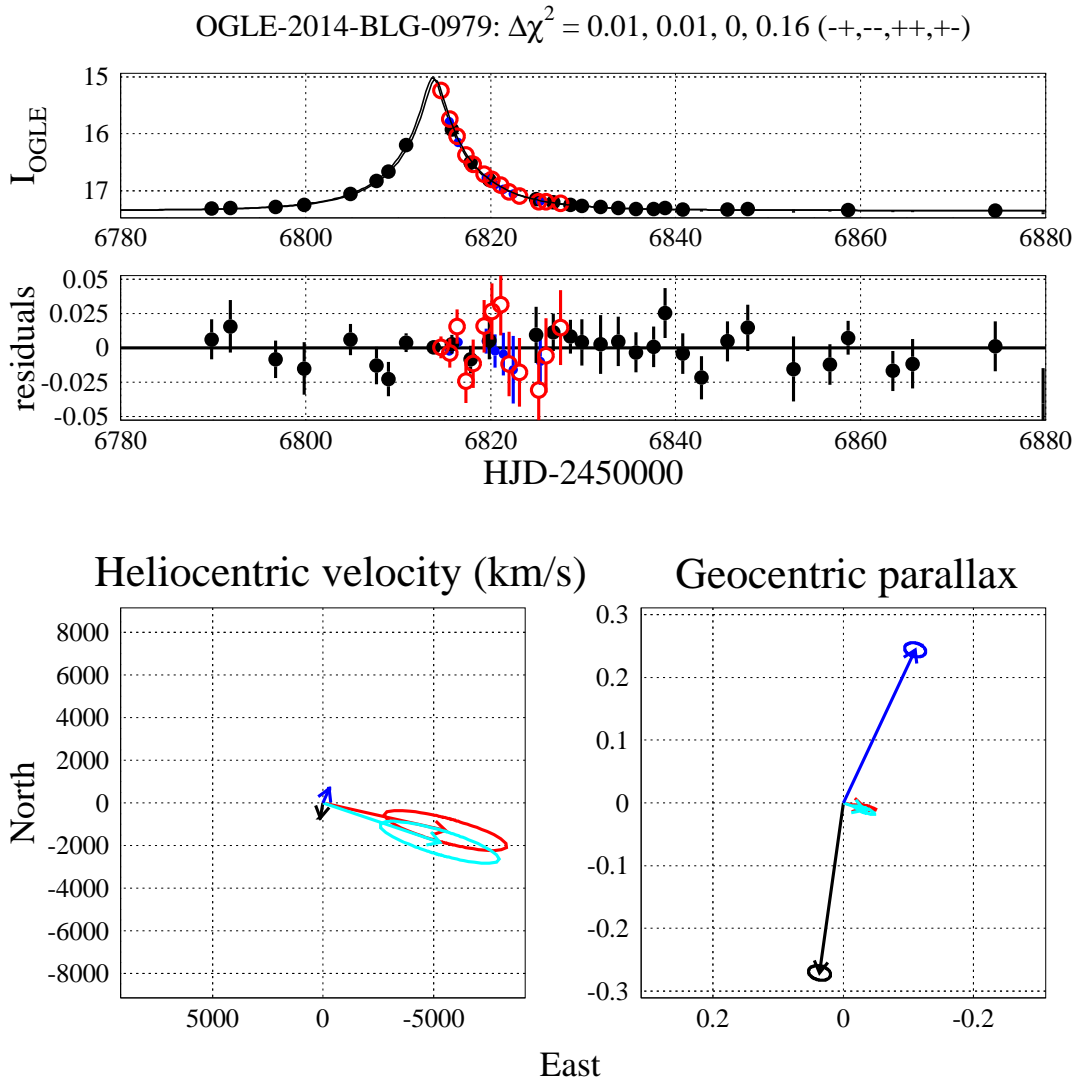 OGLE-2014-BLG-0979: Δχ² = 0.01, 0.01, 0, 0.16 (-+,--,++,+-)
15
16
17
I_OGLE
6780 6800 6820 6840 6860 6880
0.05
0.025
0
-0.025
-0.05
residuals
6780 6800 6820 6840 6860 6880
HJD-2450000
Heliocentric velocity (km/s)
8000
6000
4000
2000
0
-2000
-4000
-6000
-8000
North
5000 0 -5000
Geocentric parallax
0.3
0.2
0.1
0
-0.1
-0.2
-0.3
0.2 0 -0.2
East